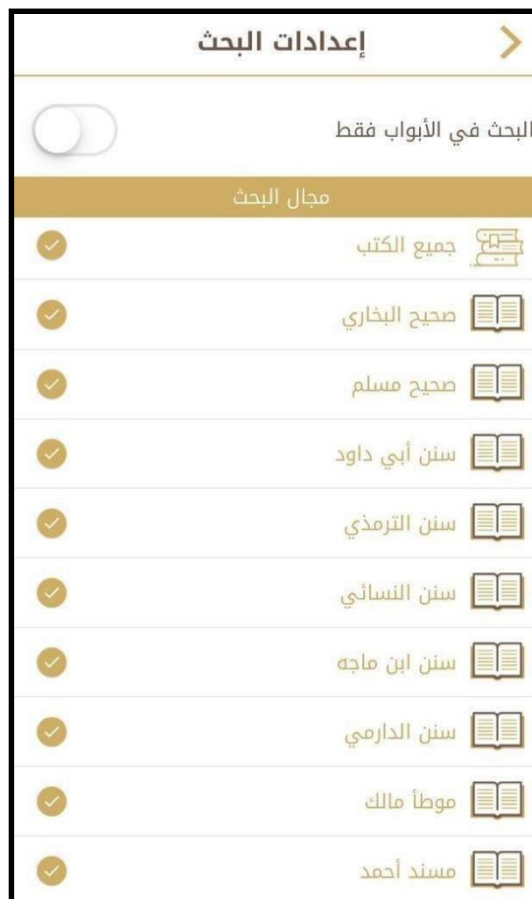 إعدادات البحث
البحث في الأبواب فقط
مجال البحث
جميع الكتب
صحيح البخاري
صحيح مسلم
سنن أبي داود
سنن الترمذي
سنن النسائي
سنن ابن ماجه
سنن الدارمي
موطأ مالك
مسند أحمد